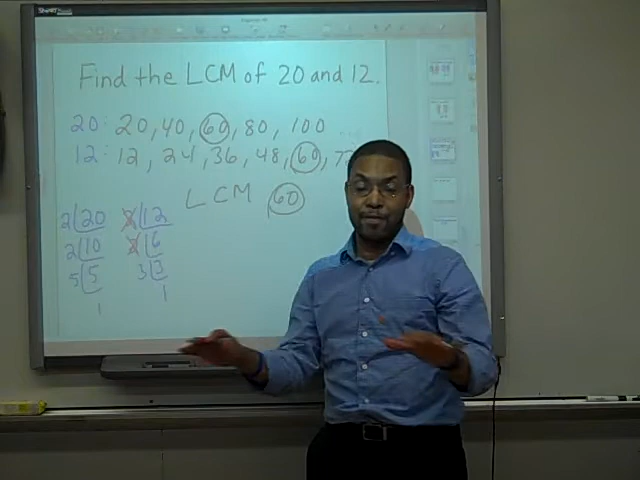 Find the LCM of 20 and 12.
20: 20, 40, 60, 80, 100
12: 12, 24, 36, 48, 60, 7
LCM 60
2 20 2 12
2 10 2 6
5 5 3 3
1 1